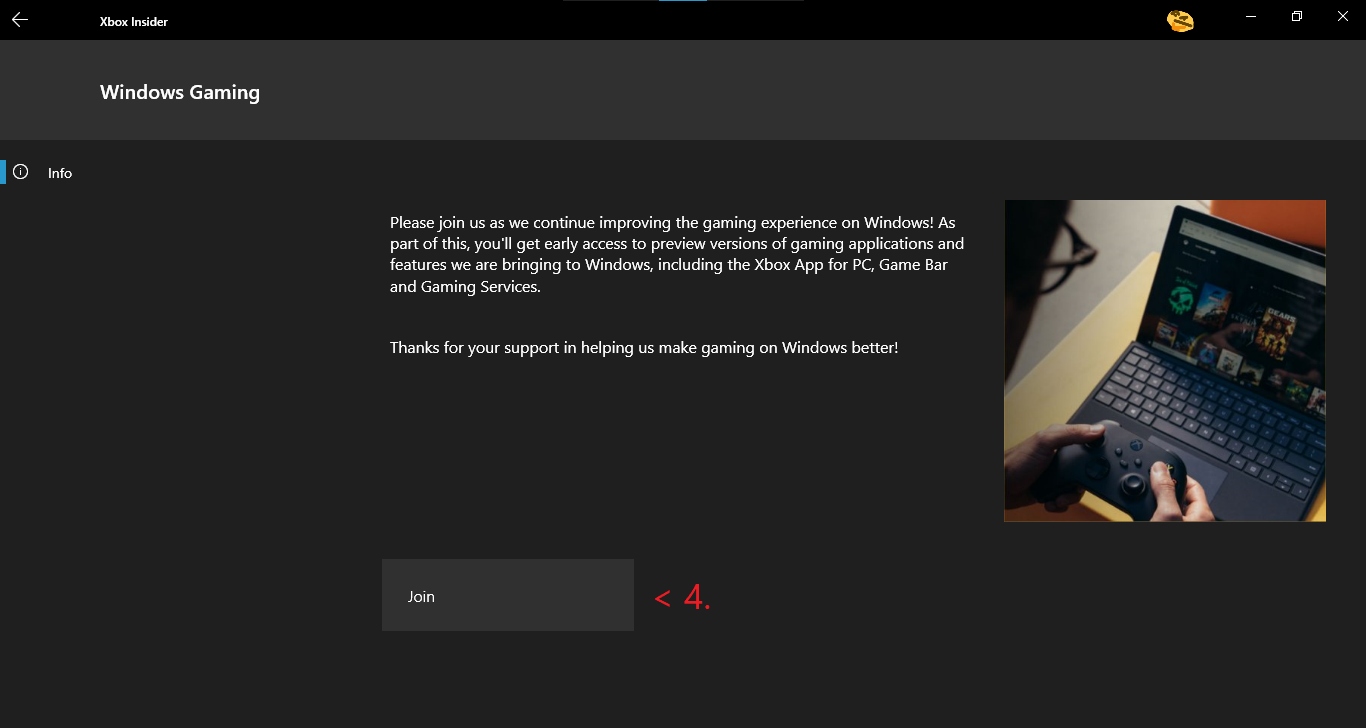 Xbox Insider
Windows Gaming
Info
Please join us as we continue improving the gaming experience on Windows! As
part of this, you'll get early access to preview versions of gaming applications and
features we are bringing to Windows, including the Xbox App for PC, Game Bar
and Gaming Services.
Thanks for your support in helping us make gaming on Windows better!
GEARS
Join
< 4.